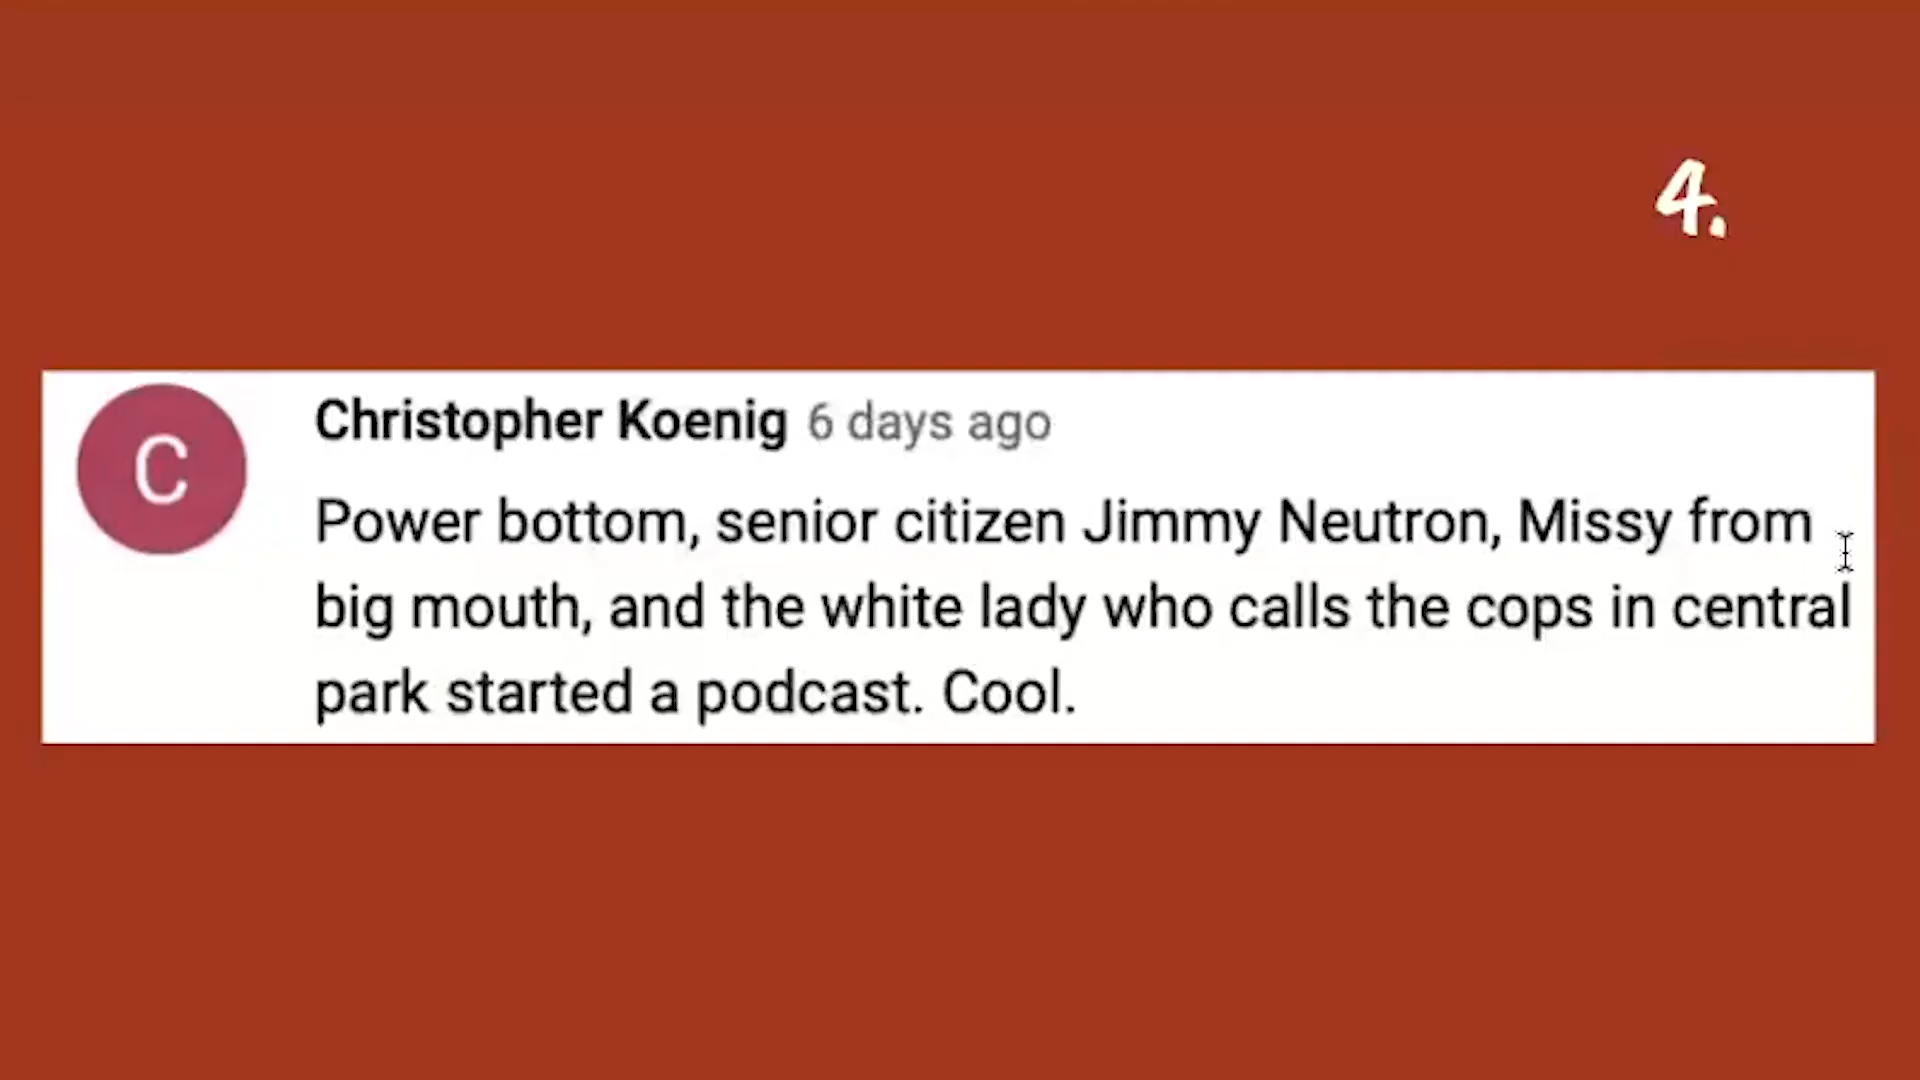 4.
C
Christopher Koenig 6 days ago
Power bottom, senior citizen Jimmy Neutron, Missy from
big mouth, and the white lady who calls the cops in central
park started a podcast. Cool.